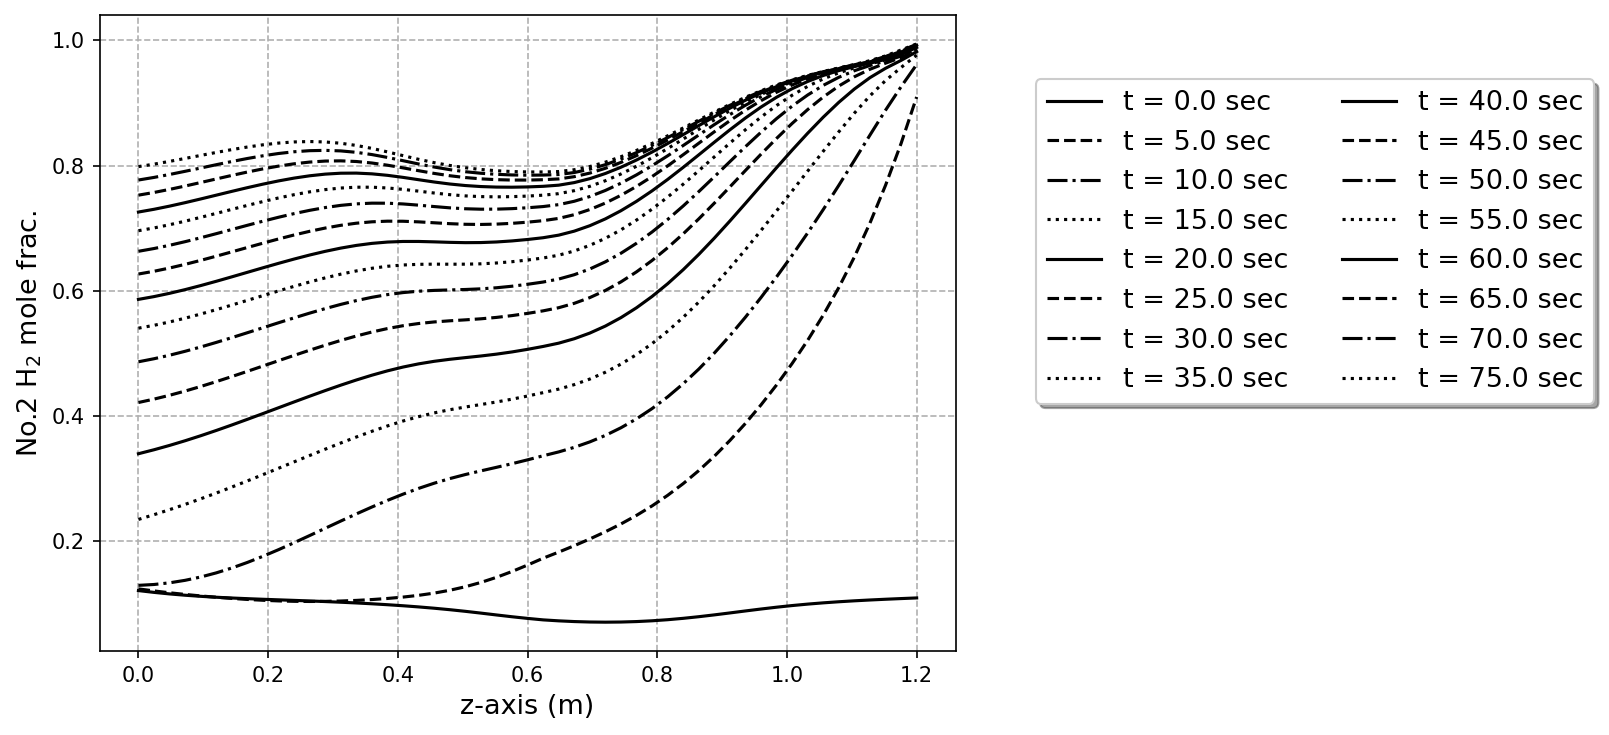 1.0
0.8
0.6
0.4
0.2
No.2 H₂ mole frac.
0.0 0.2 0.4 0.6 0.8 1.0 1.2
z-axis (m)
t = 0.0 sec
t = 5.0 sec
t = 10.0 sec
t = 15.0 sec
t = 20.0 sec
t = 25.0 sec
t = 30.0 sec
t = 35.0 sec
t = 40.0 sec
t = 45.0 sec
t = 50.0 sec
t = 55.0 sec
t = 60.0 sec
t = 65.0 sec
t = 70.0 sec
t = 75.0 sec